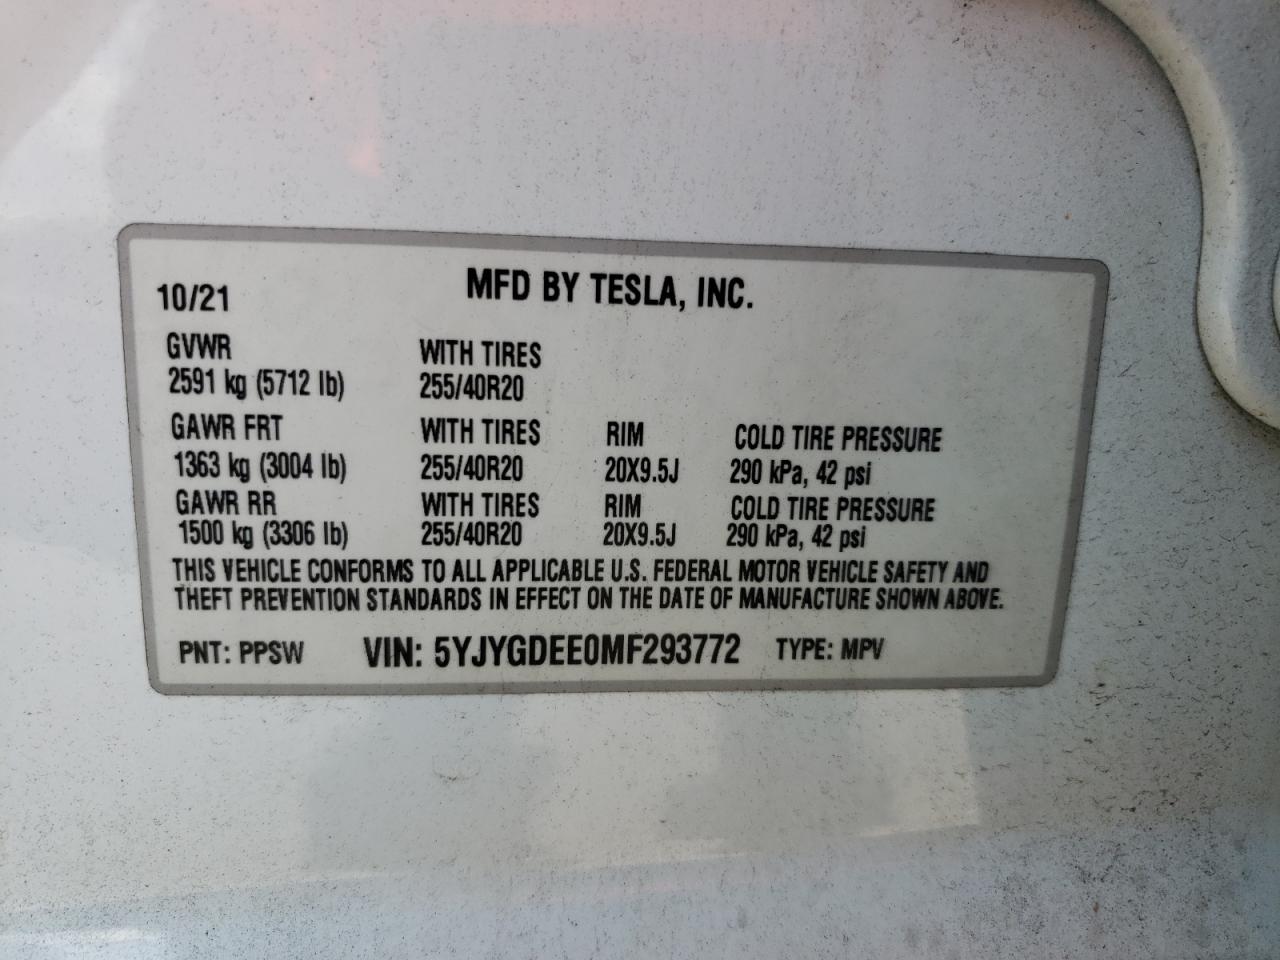 10/21 MFD BY TESLA, INC.
GVWR WITH TIRES
2591 kg (5712 lb) 255/40R20
GAWR FRT WITH TIRES RIM COLD TIRE PRESSURE
1363 kg (3004 lb) 255/40R20 20X9.5J 290 kPa, 42 psi
GAWR RR WITH TIRES RIM COLD TIRE PRESSURE
1500 kg (3306 lb) 255/40R20 20X9.5J 290 kPa, 42 psi
THIS VEHICLE CONFORMS TO ALL APPLICABLE U.S. FEDERAL MOTOR VEHICLE SAFETY AND
THEFT PREVENTION STANDARDS IN EFFECT ON THE DATE OF MANUFACTURE SHOWN ABOVE.
PNT: PPSW VIN: 5YJYGDEE0MF293772 TYPE: MPV